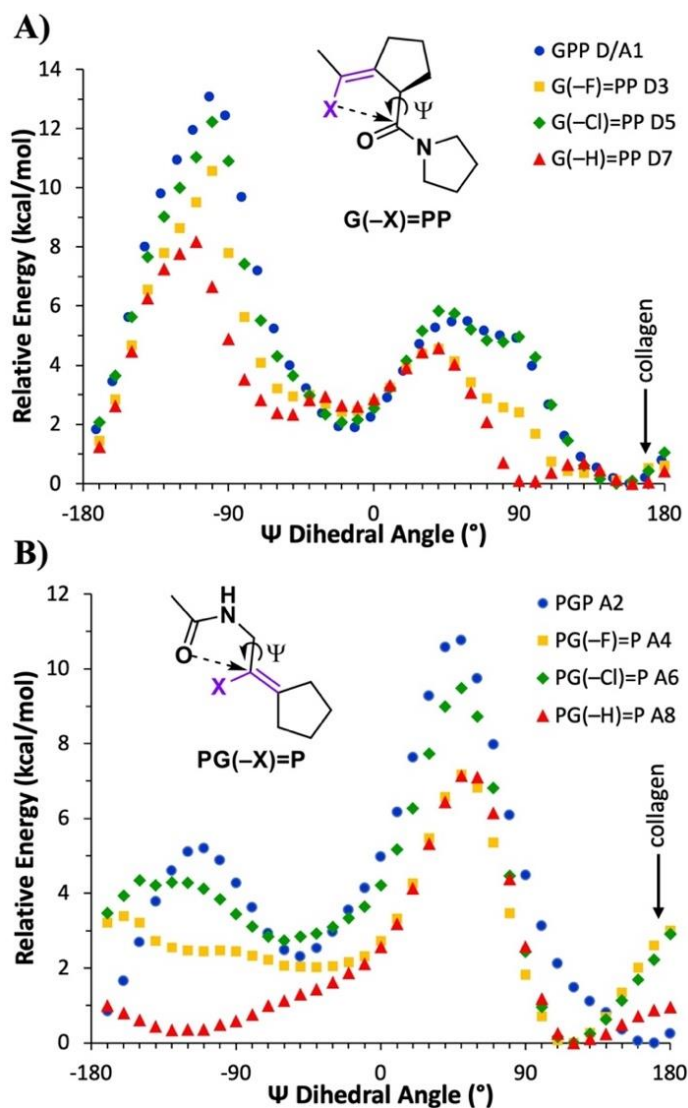 A)
GPP D/A1
G(–F)=PP D3
G(–Cl)=PP D5
G(–H)=PP D7
X
Ψ
O
N
G(–X)=PP
collagen
Relative Energy (kcal/mol)
14
12
10
8
6
4
2
0
-180
-90
0
90
180
Ψ Dihedral Angle (°)
B)
PGP A2
PG(–F)=P A4
PG(–Cl)=P A6
PG(–H)=P A8
H
N
O
Ψ
X
PG(–X)=P
collagen
Relative Energy (kcal/mol)
12
10
8
6
4
2
0
-180
-90
0
90
180
Ψ Dihedral Angle (°)